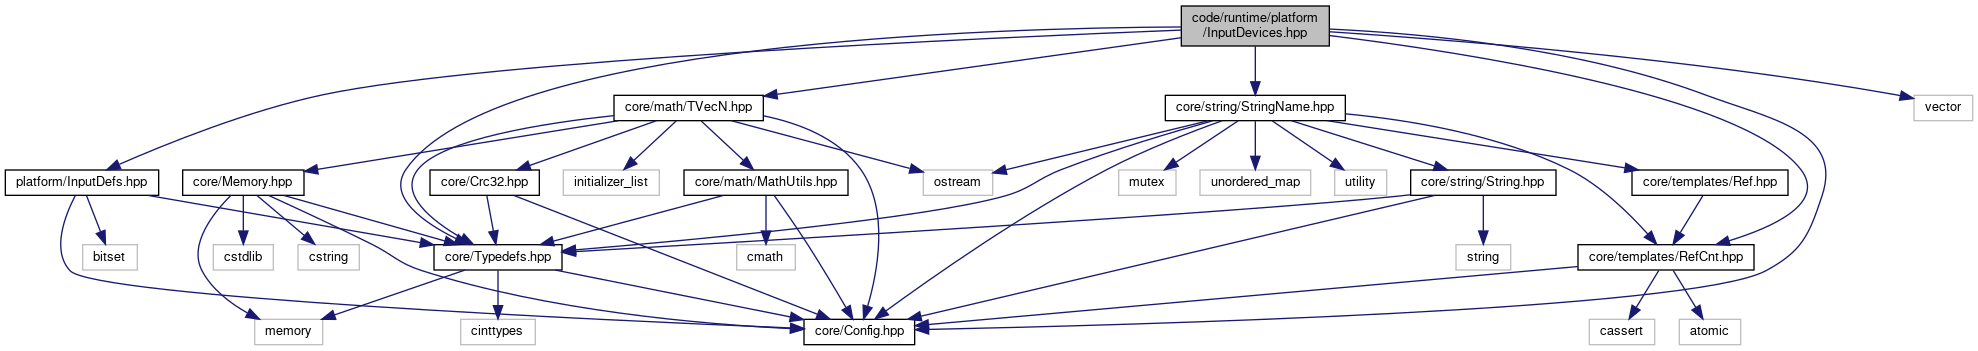 code/runtime/platform
/InputDevices.hpp
core/math/TVecN.hpp
core/string/StringName.hpp
vector
platform/InputDefs.hpp
core/Memory.hpp
core/Crc32.hpp
initializer_list
core/math/MathUtils.hpp
ostream
mutex
unordered_map
utility
core/string/String.hpp
core/templates/Ref.hpp
bitset
cstdlib
cstring
core/Typedefs.hpp
cmath
string
core/templates/RefCnt.hpp
memory
cinttypes
core/Config.hpp
cassert
atomic